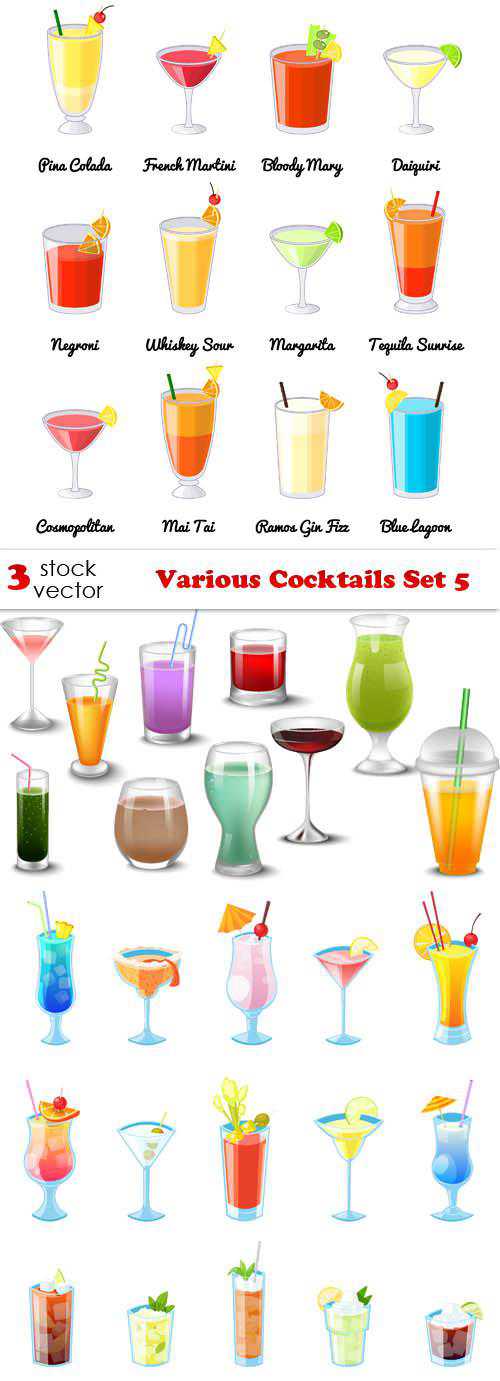 Pina Colada French Martini Bloody Mary Daiquiri
Negroni Whiskey Sour Margarita Tequila Sunrise
Cosmopolitan Mai Tai Ramos Gin Fizz Blue Lagoon
3 stock vector Various Cocktails Set 5